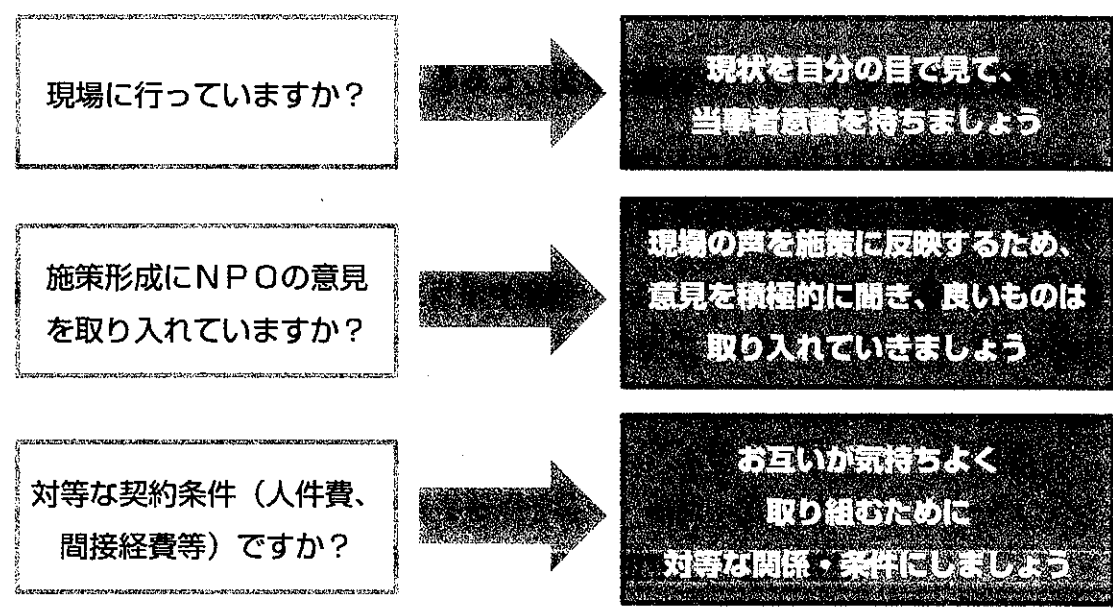 現場に行っていますか？
現状を自分の目で見て、
当事者意識を持ちましょう
施策形成にＮＰＯの意見
を取り入れていますか？
現場の声を施策に反映するため、
意見を積極的に聞き、良いものは
取り入れていきましょう
対等な契約条件（人件費、
間接経費等）ですか？
お互いが気持ちよく
取り組むために
対等な関係・条件にしましょう